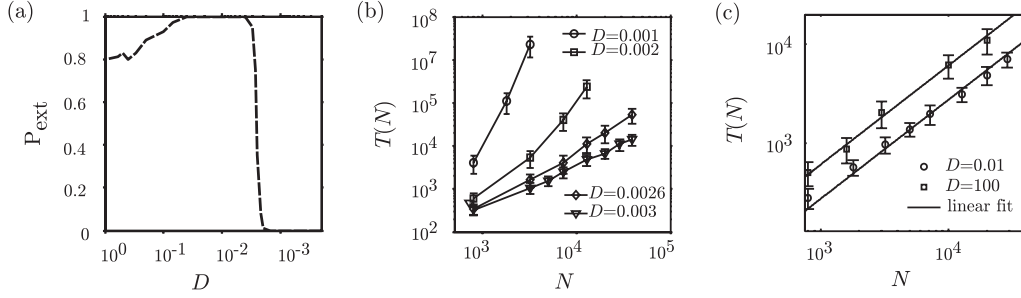 (a)
1
0.8
0.6
0.4
0.2
0
P_ext
10^0 10^-1 10^-2 10^-3
D
(b)
10^8
10^7
10^6
10^5
10^4
10^3
10^2
T(N)
D=0.001
D=0.002
D=0.0026
D=0.003
10^3 10^4 10^5
N
(c)
10^4
10^3
T(N)
D=0.01
D=100
linear fit
10^3 10^4
N